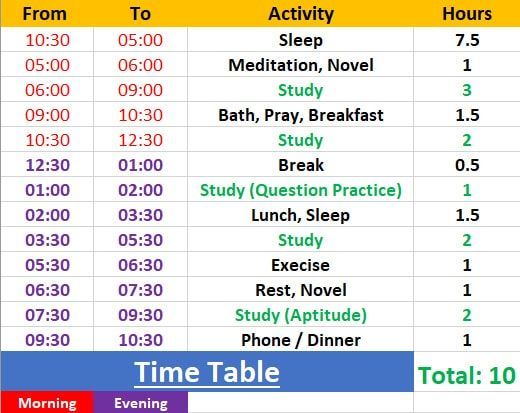 From To Activity Hours
10:30 05:00 Sleep 7.5
05:00 06:00 Meditation, Novel 1
06:00 09:00 Study 3
09:00 10:30 Bath, Pray, Breakfast 1.5
10:30 12:30 Study 2
12:30 01:00 Break 0.5
01:00 02:00 Study (Question Practice) 1
02:00 03:30 Lunch, Sleep 1.5
03:30 05:30 Study 2
05:30 06:30 Execise 1
06:30 07:30 Rest, Novel 1
07:30 09:30 Study (Aptitude) 2
09:30 10:30 Phone / Dinner 1
Time Table Total: 10
Morning Evening